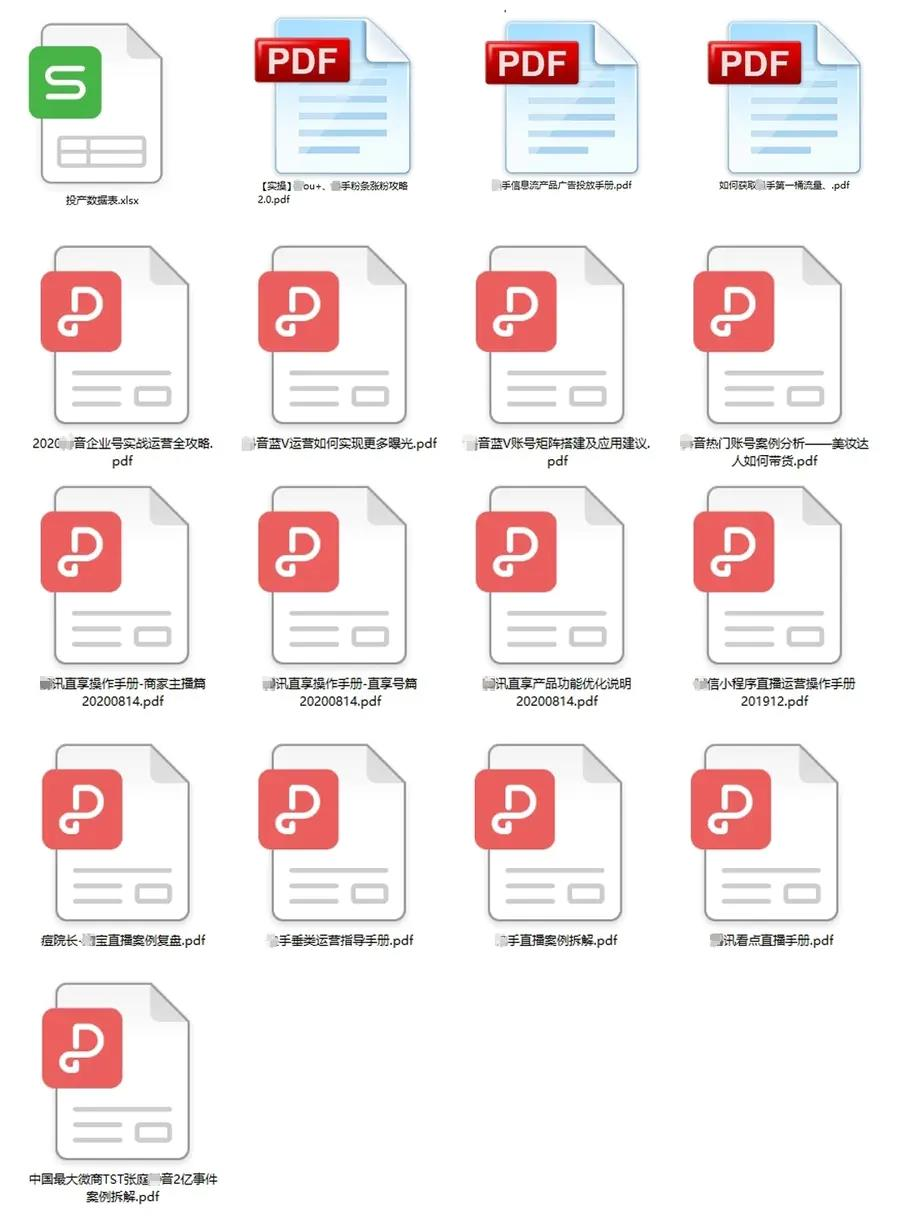 S
PDF
PDF
PDF
投产数据表.xlsx
【实操】ou+、手粉条涨粉攻略
2.0.pdf
手信息流产品广告投放手册.pdf
如何获取手第一桶流量、.pdf
2020音企业号实战运营全攻略.
pdf
音蓝V运营如何实现更多曝光.pdf
音蓝V账号矩阵搭建及应用建议.
pdf
音热门账号案例分析——美妆达
人如何带货.pdf
讯直享操作手册-商家主播篇
20200814.pdf
讯直享操作手册-直享号篇
20200814.pdf
讯直享产品功能优化说明
20200814.pdf
信小程序直播运营操作手册
201912.pdf
痘院长-宝直播案例复盘.pdf
手垂类运营指导手册.pdf
手直播案例拆解.pdf
讯看点直播手册.pdf
中国最大微商TST张庭音2亿事件
案例拆解.pdf